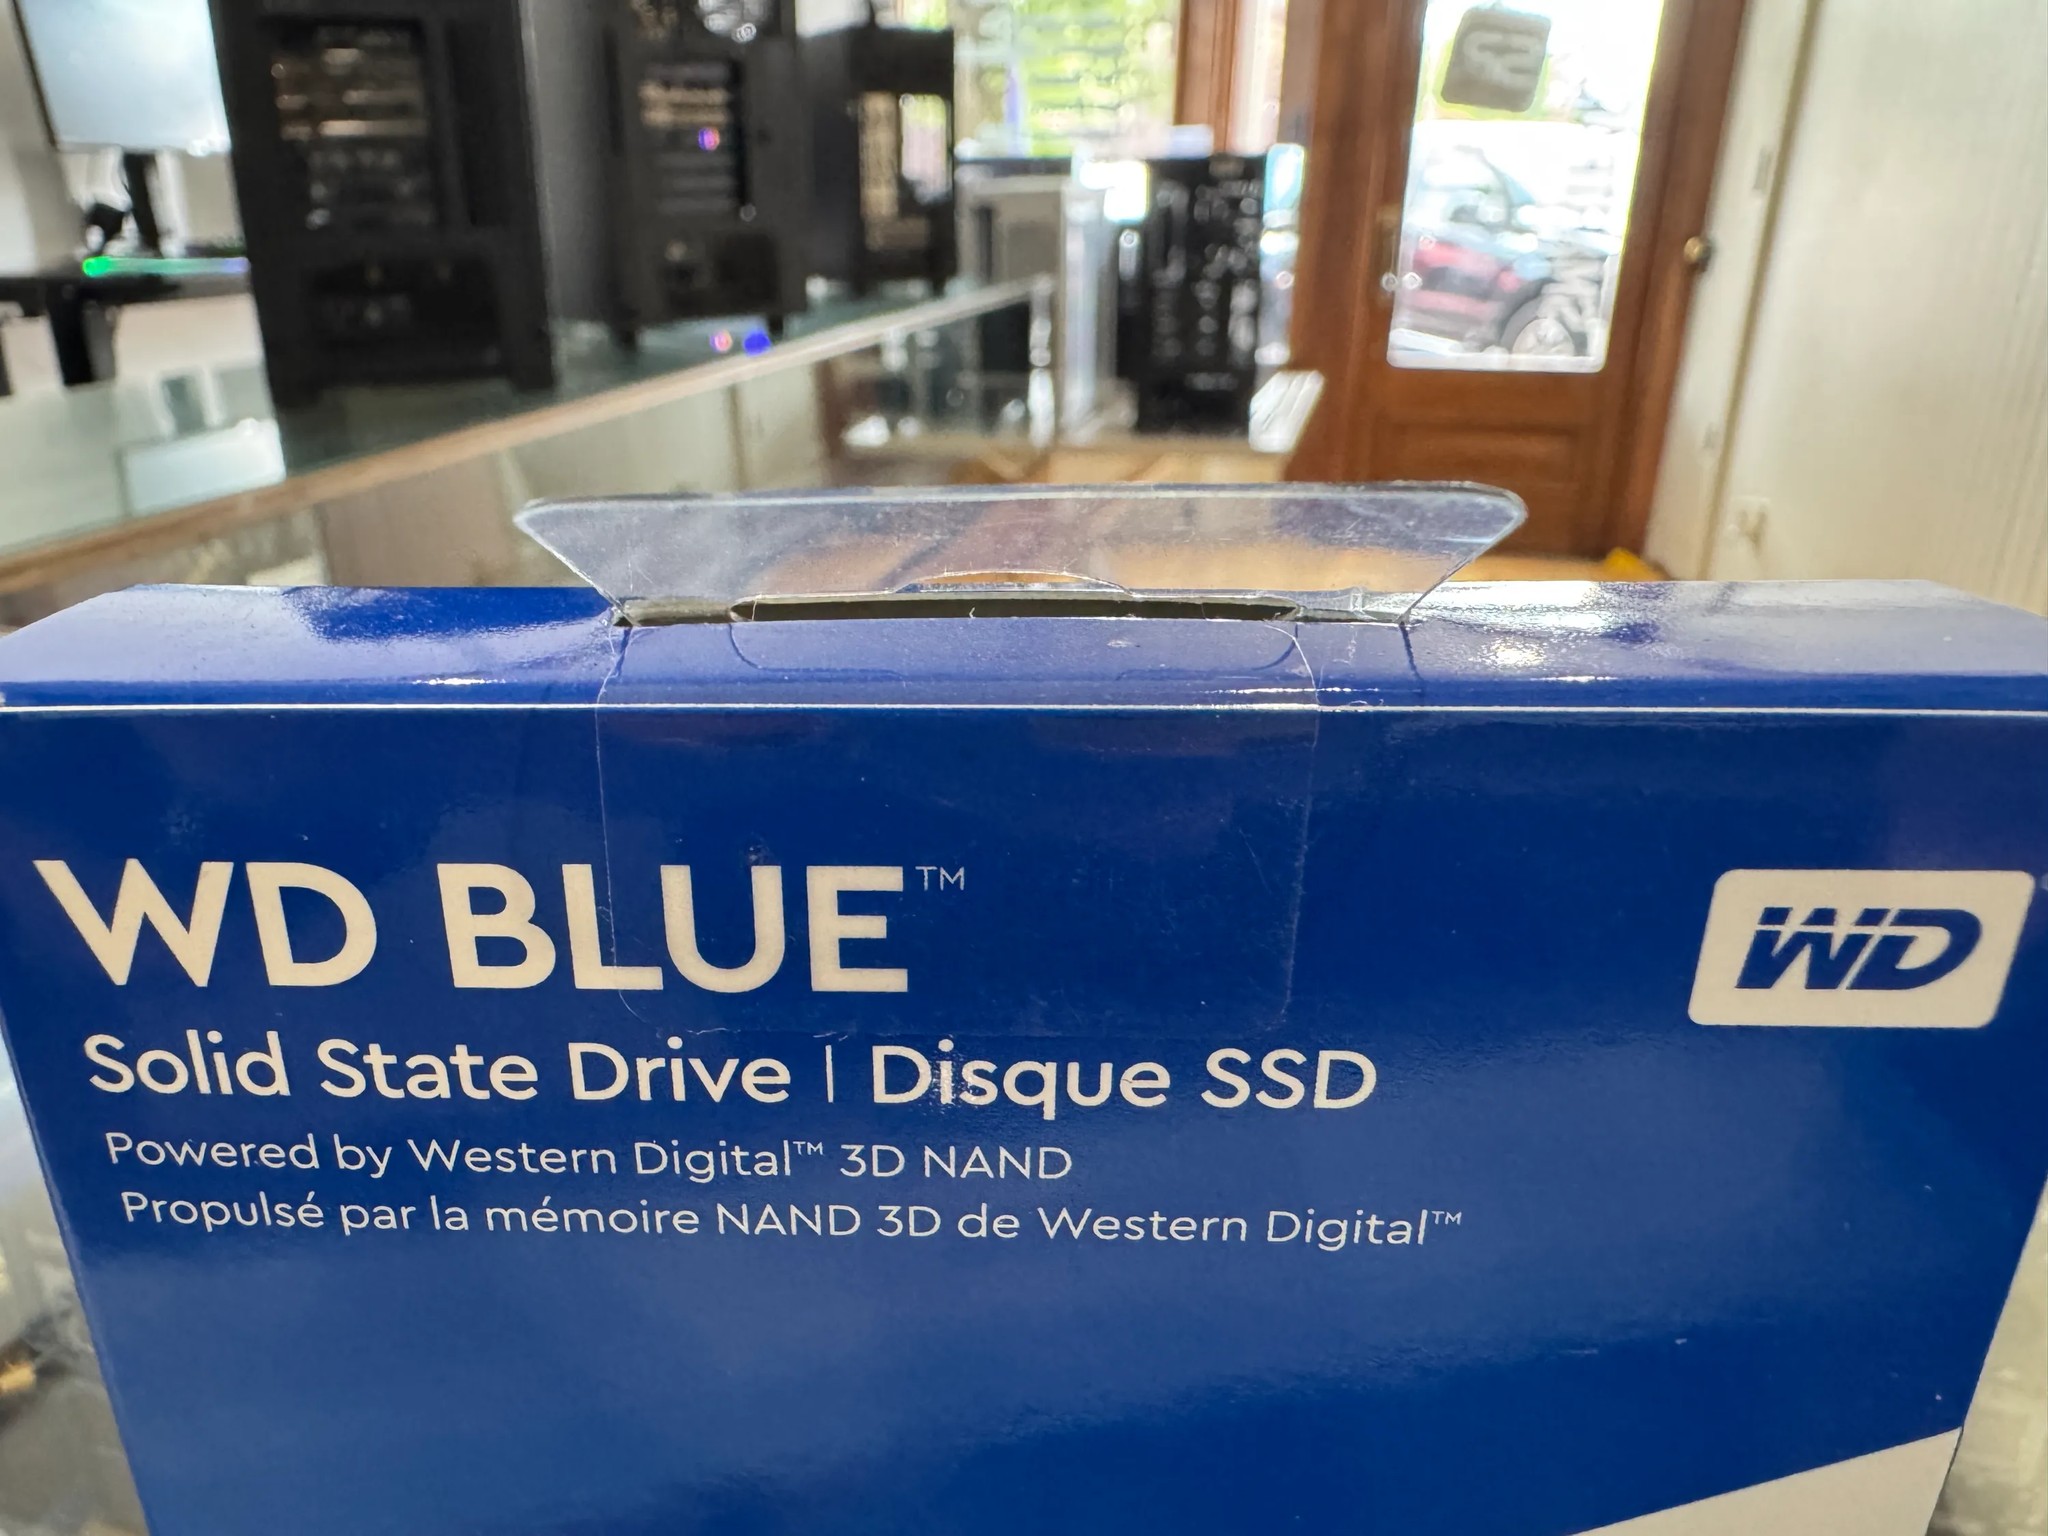 WD BLUE™
WD
Solid State Drive | Disque SSD
Powered by Western Digital™ 3D NAND
Propulsé par la mémoire NAND 3D de Western Digital™